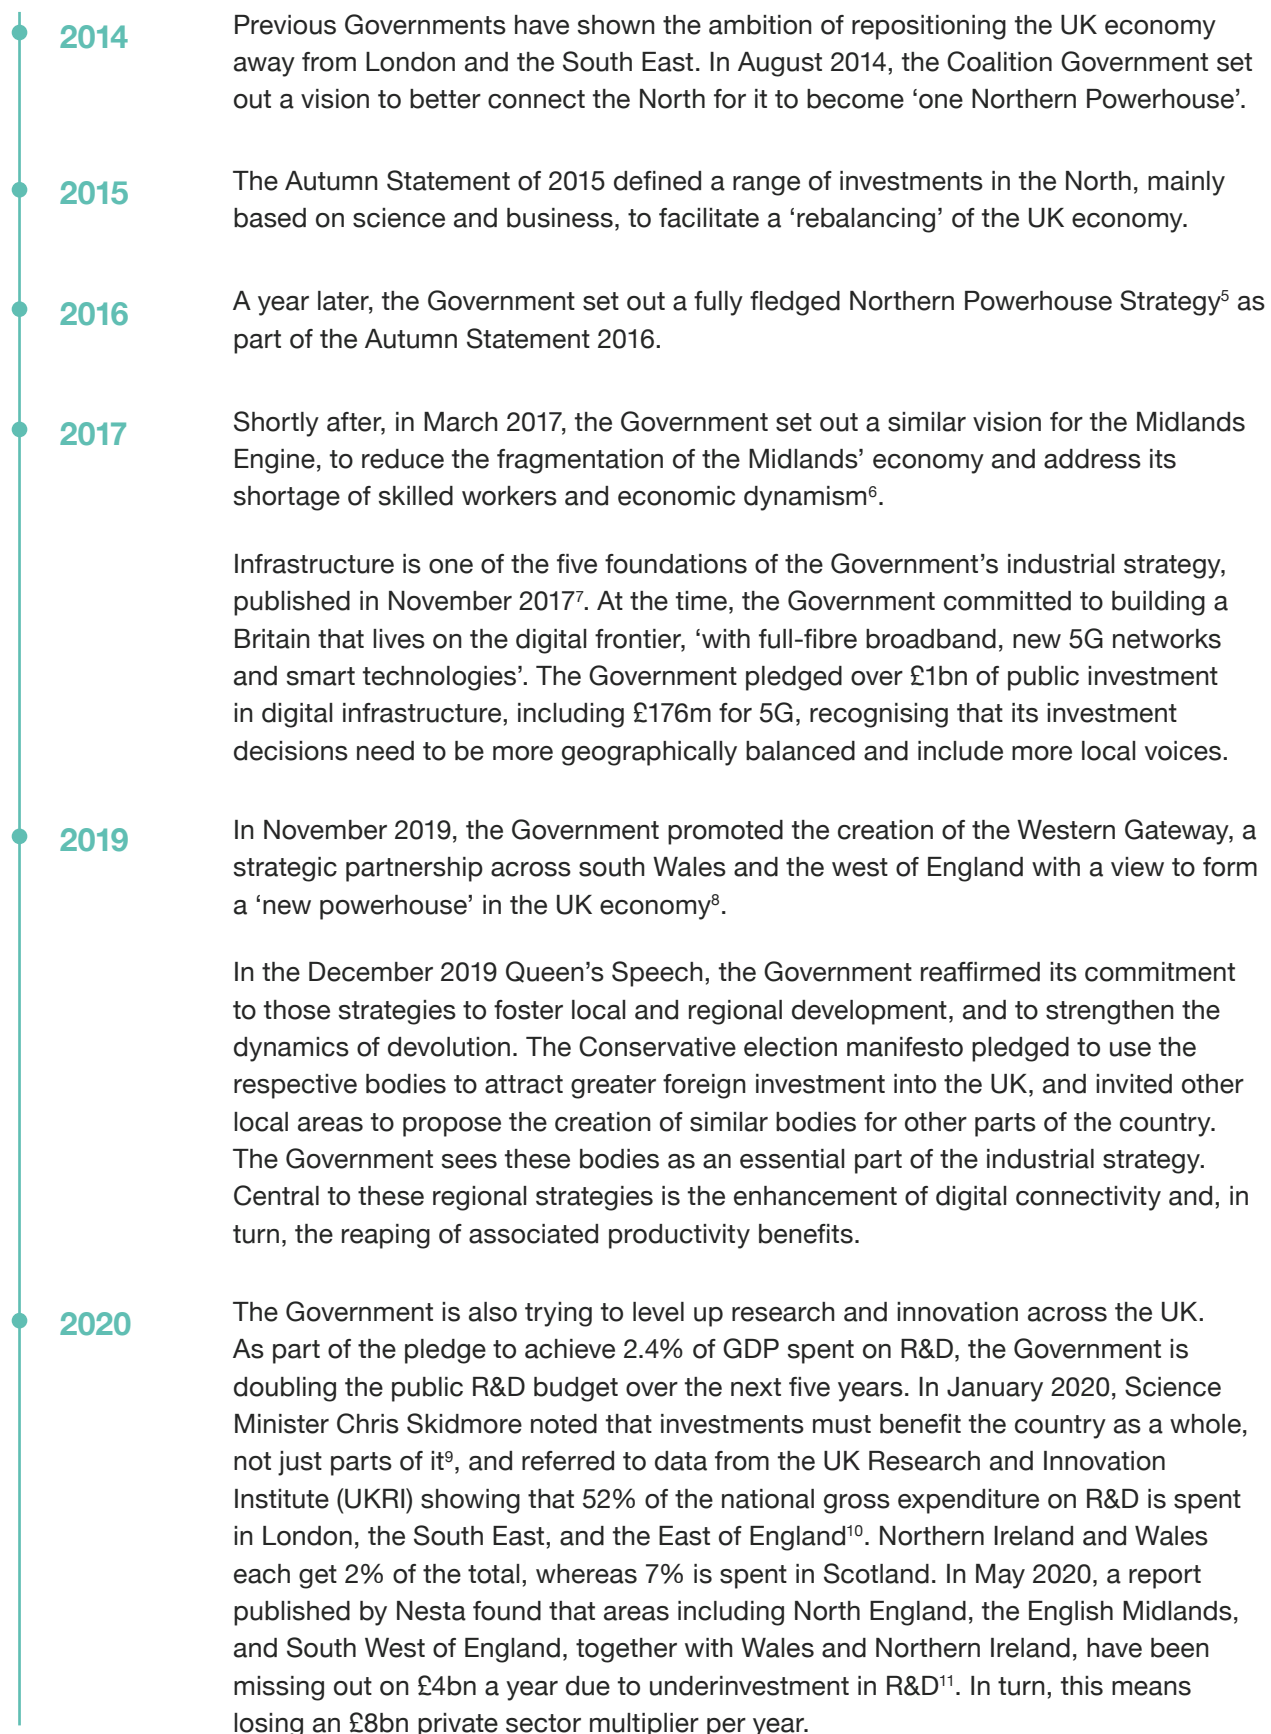 2014
Previous Governments have shown the ambition of repositioning the UK economy
away from London and the South East. In August 2014, the Coalition Government set
out a vision to better connect the North for it to become ‘one Northern Powerhouse’.
2015
The Autumn Statement of 2015 defined a range of investments in the North, mainly
based on science and business, to facilitate a ‘rebalancing’ of the UK economy.
2016
A year later, the Government set out a fully fledged Northern Powerhouse Strategy⁵ as
part of the Autumn Statement 2016.
2017
Shortly after, in March 2017, the Government set out a similar vision for the Midlands
Engine, to reduce the fragmentation of the Midlands’ economy and address its
shortage of skilled workers and economic dynamism⁶.
Infrastructure is one of the five foundations of the Government’s industrial strategy,
published in November 2017⁷. At the time, the Government committed to building a
Britain that lives on the digital frontier, ‘with full-fibre broadband, new 5G networks
and smart technologies’. The Government pledged over £1bn of public investment
in digital infrastructure, including £176m for 5G, recognising that its investment
decisions need to be more geographically balanced and include more local voices.
2019
In November 2019, the Government promoted the creation of the Western Gateway, a
strategic partnership across south Wales and the west of England with a view to form
a ‘new powerhouse’ in the UK economy⁸.
In the December 2019 Queen’s Speech, the Government reaffirmed its commitment
to those strategies to foster local and regional development, and to strengthen the
dynamics of devolution. The Conservative election manifesto pledged to use the
respective bodies to attract greater foreign investment into the UK, and invited other
local areas to propose the creation of similar bodies for other parts of the country.
The Government sees these bodies as an essential part of the industrial strategy.
Central to these regional strategies is the enhancement of digital connectivity and, in
turn, the reaping of associated productivity benefits.
2020
The Government is also trying to level up research and innovation across the UK.
As part of the pledge to achieve 2.4% of GDP spent on R&D, the Government is
doubling the public R&D budget over the next five years. In January 2020, Science
Minister Chris Skidmore noted that investments must benefit the country as a whole,
not just parts of it⁹, and referred to data from the UK Research and Innovation
Institute (UKRI) showing that 52% of the national gross expenditure on R&D is spent
in London, the South East, and the East of England¹⁰. Northern Ireland and Wales
each get 2% of the total, whereas 7% is spent in Scotland. In May 2020, a report
published by Nesta found that areas including North England, the English Midlands,
and South West of England, together with Wales and Northern Ireland, have been
missing out on £4bn a year due to underinvestment in R&D¹¹. In turn, this means
losing an £8bn private sector multiplier per year.